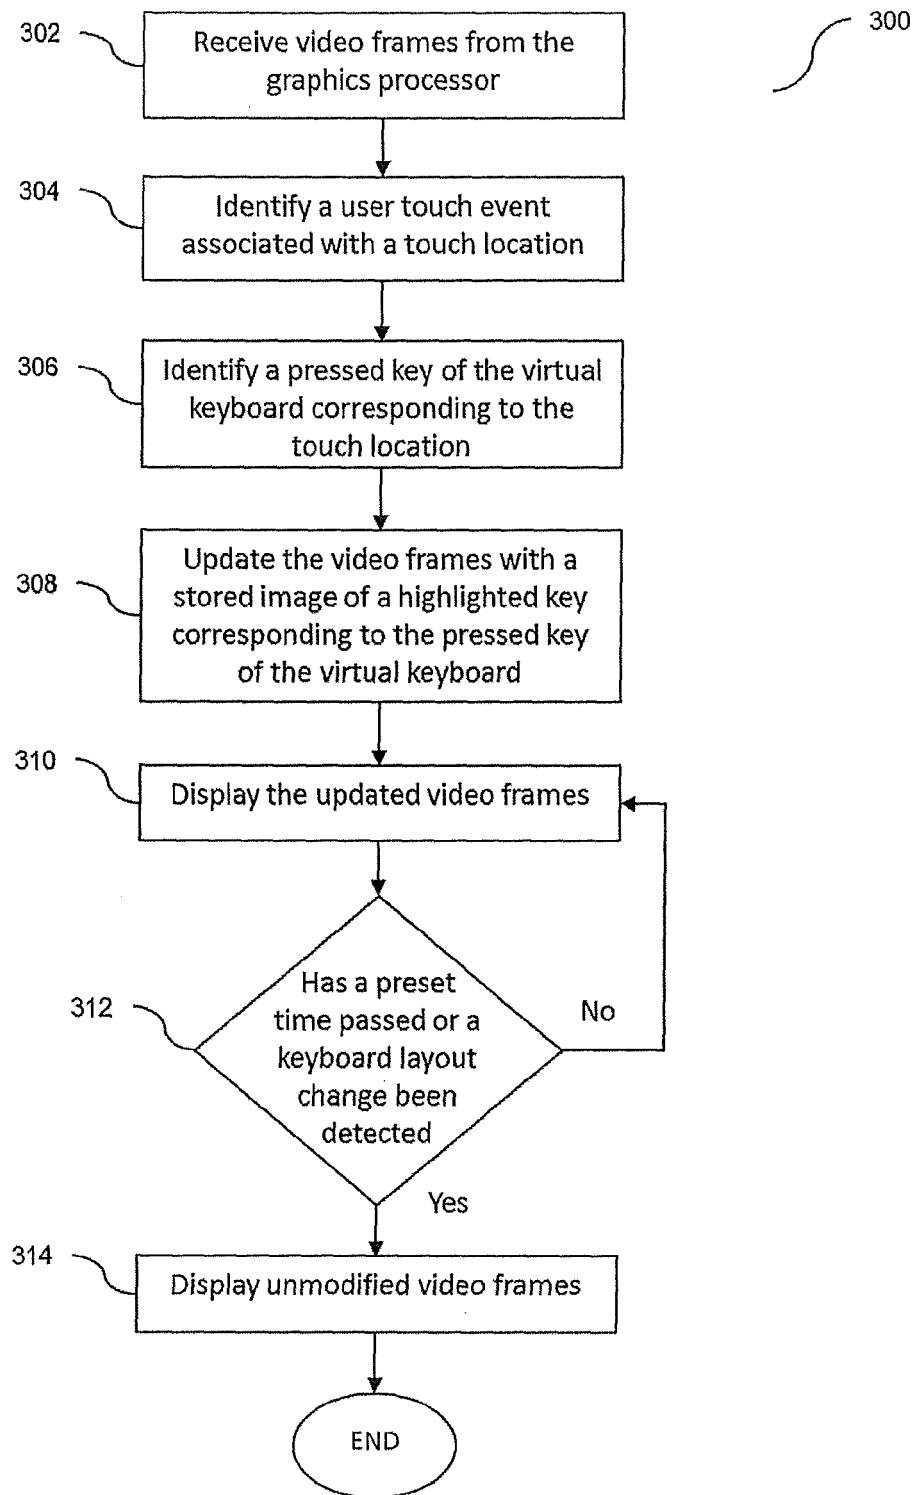 300
302
Receive video frames from the
graphics processor
304
Identify a user touch event
associated with a touch location
306
Identify a pressed key of the virtual
keyboard corresponding to the
touch location
308
Update the video frames with a
stored image of a highlighted key
corresponding to the pressed key
of the virtual keyboard
310
Display the updated video frames
312
Has a preset
time passed or a
keyboard layout
change been
detected
No
Yes
314
Display unmodified video frames
END